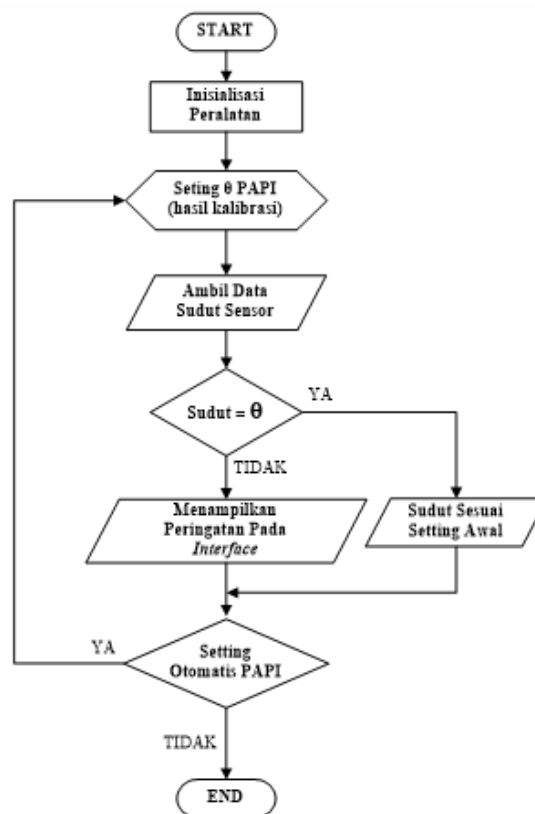 START
Inisialisasi
Peralatan
Seting θ PAPI
(hasil kalibrasi)
Ambil Data
Sudut Sensor
Sudut = θ
YA
TIDAK
Menampilkan
Peringatan Pada
Interface
Sudut Sesuai
Setting Awal
YA
Setting
Otomatis PAPI
TIDAK
END